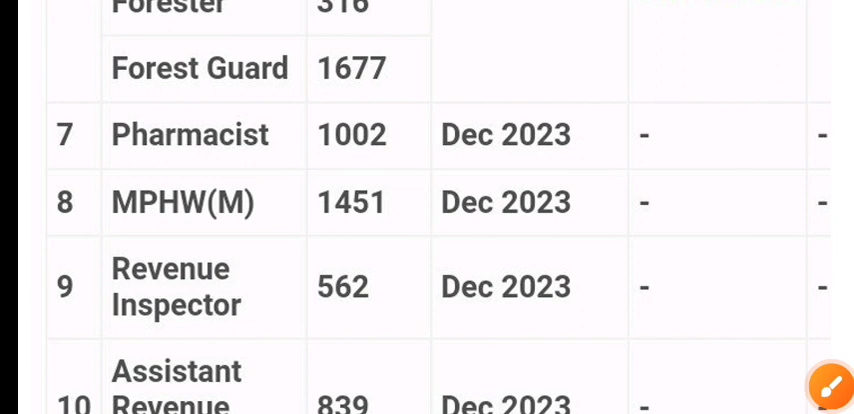 Forester 316
Forest Guard 1677
7 Pharmacist 1002 Dec 2023 - -
8 MPHW(M) 1451 Dec 2023 - -
9 Revenue Inspector 562 Dec 2023 - -
10 Assistant Revenue 839 Dec 2023 - -